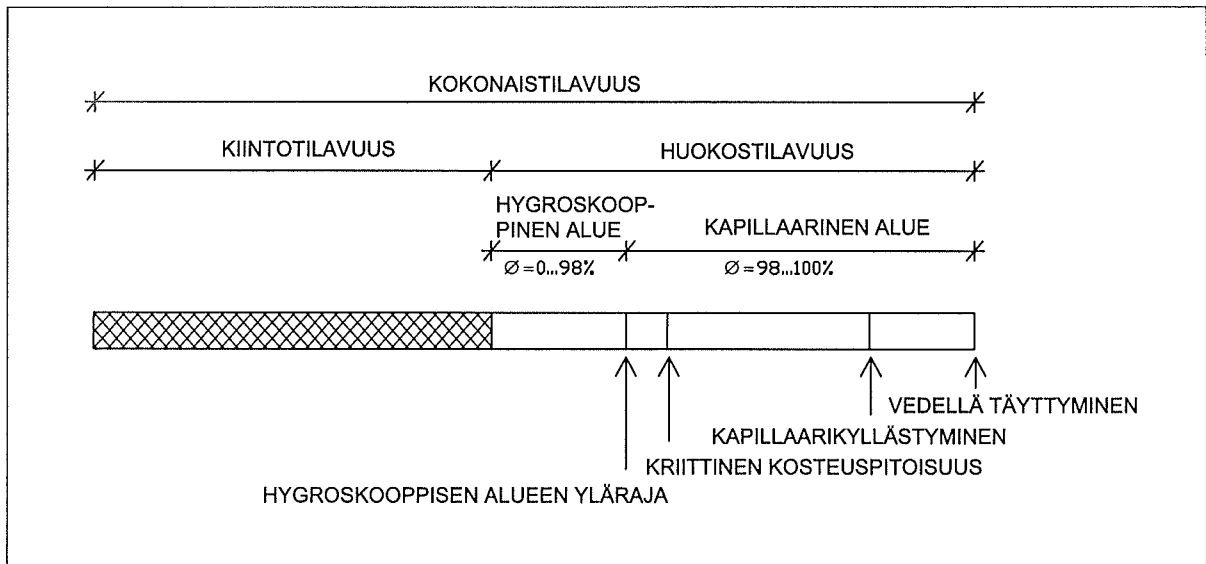 KOKONAISTILAVUUS
KIINTOTILAVUUS
HUOKOSTILAVUUS
HYGROSKOOP-
PINEN ALUE
KAPILLAARINEN ALUE
Ø=0...98%
Ø=98...100%
VEDELLÄ TÄYTTYMINEN
KAPILLAARIKYLLÄSTYMINEN
KRIITTINEN KOSTEUSPITOISUUS
HYGROSKOOPPISEN ALUEEN YLÄRAJA